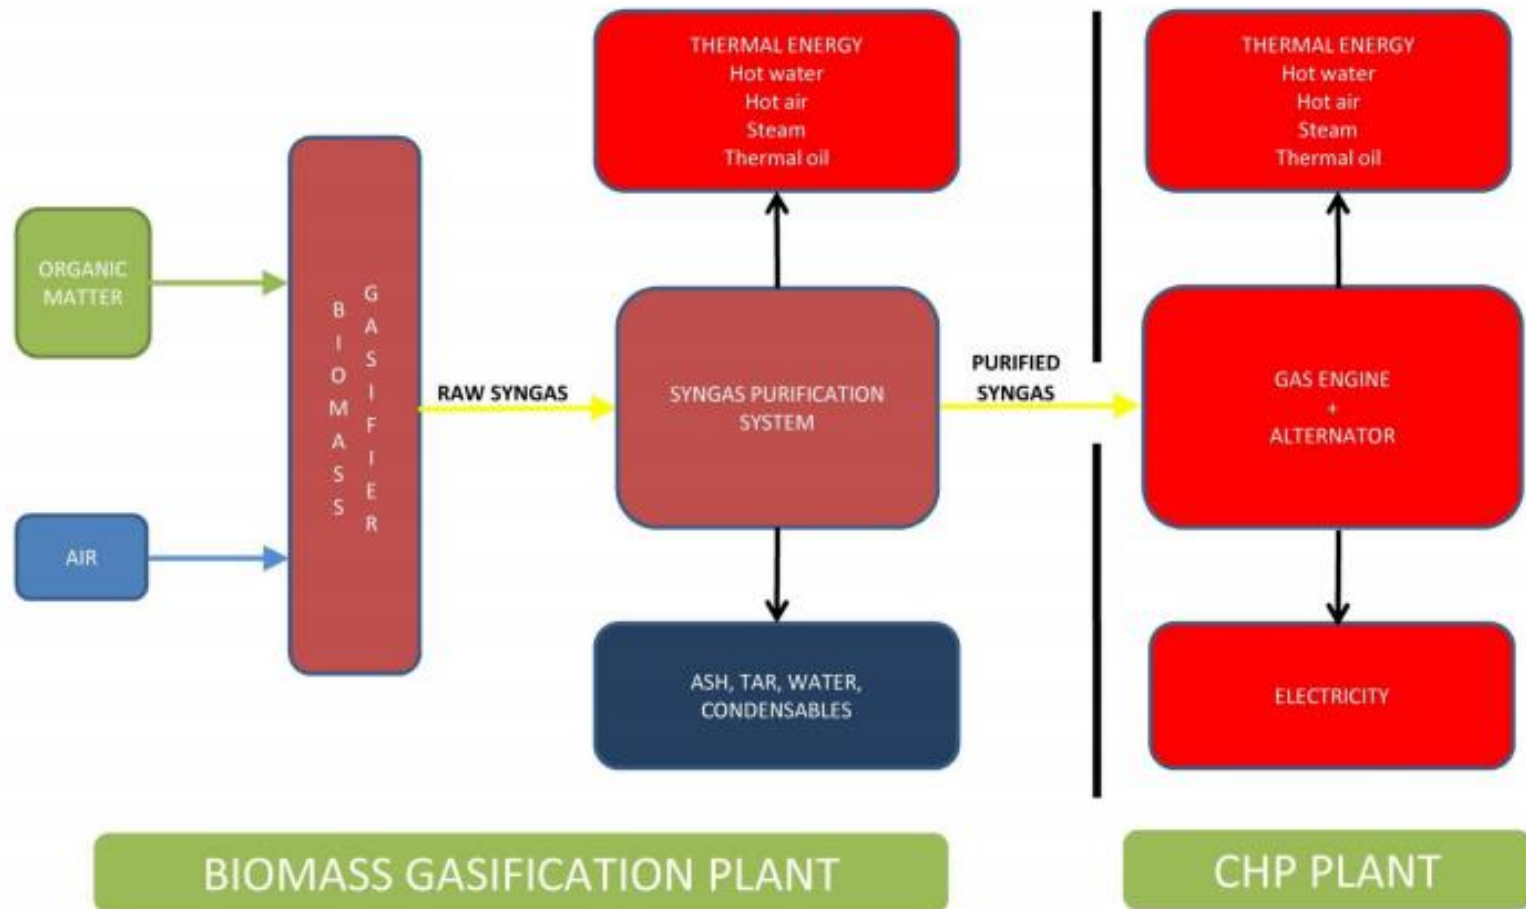 THERMAL ENERGY
Hot water
Hot air
Steam
Thermal oil
THERMAL ENERGY
Hot water
Hot air
Steam
Thermal oil
ORGANIC
MATTER
BIOMASS
GASIFIER
RAW SYNGAS
SYNGAS PURIFICATION
SYSTEM
PURIFIED
SYNGAS
GAS ENGINE
+
ALTERNATOR
AIR
ASH, TAR, WATER,
CONDENSABLES
ELECTRICITY
BIOMASS GASIFICATION PLANT
CHP PLANT